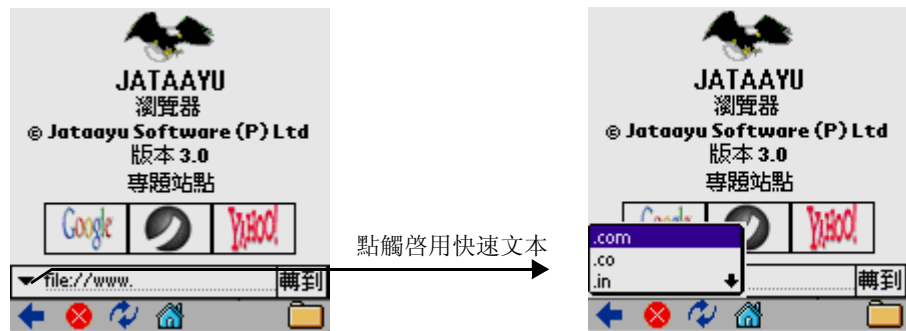 JATAAYU
瀏覽器
© Jataayu Software (P) Ltd
版本 3.0
專題站點
Google YAHOO!
file://www. 轉到
點觸啓用快速文本
JATAAYU
瀏覽器
© Jataayu Software (P) Ltd
版本 3.0
專題站點
Google YAHOO!
.com
.co
.in
轉到